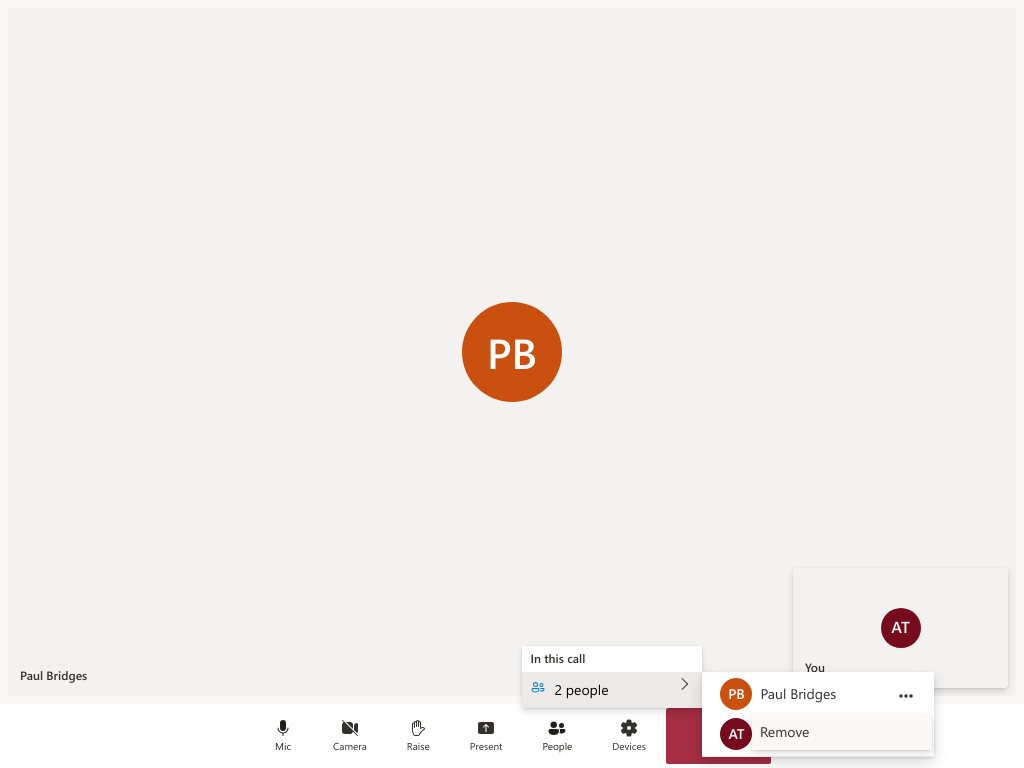 PB
Paul Bridges
AT
You
In this call
2 people
PB Paul Bridges
AT Remove
Mic
Camera
Raise
Present
People
Devices